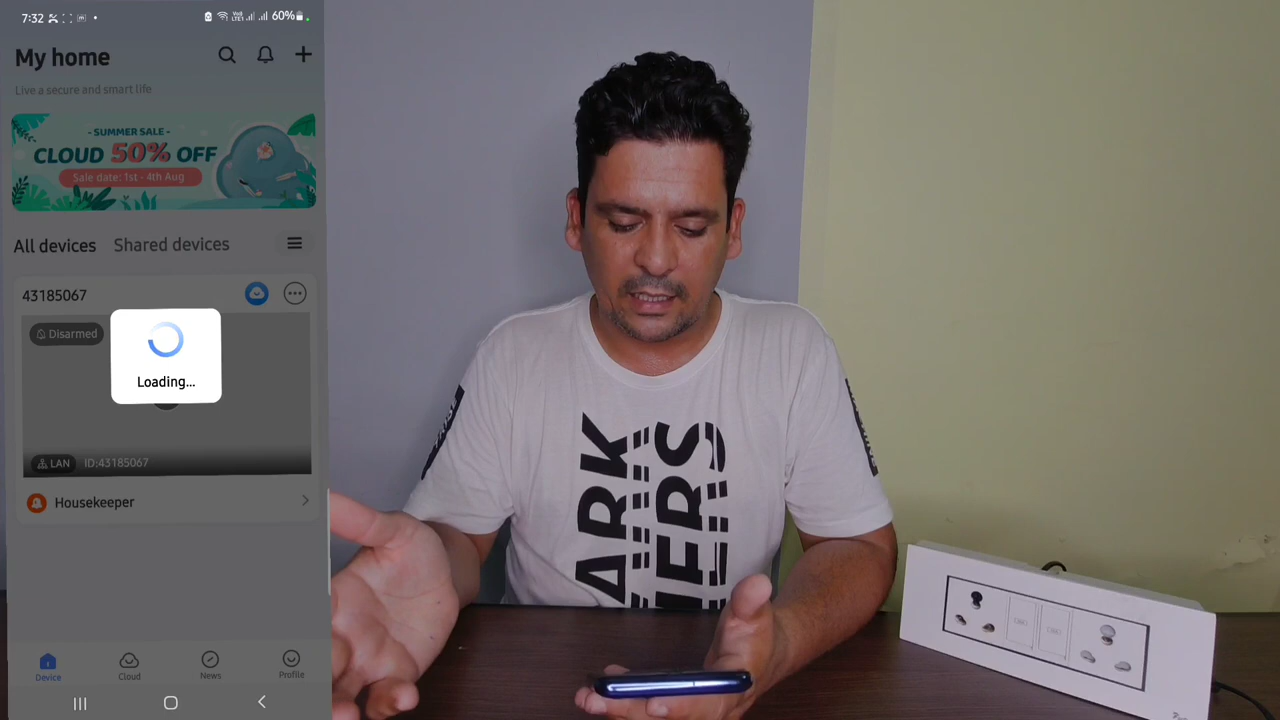 7:32
60%
My home
Live a secure and smart life
- SUMMER SALE -
CLOUD 50% OFF
Sale date: 1st - 4th Aug
All devices
Shared devices
43185067
Disarmed
Loading...
LAN
ID:43185067
Housekeeper
Device
Cloud
News
Profile